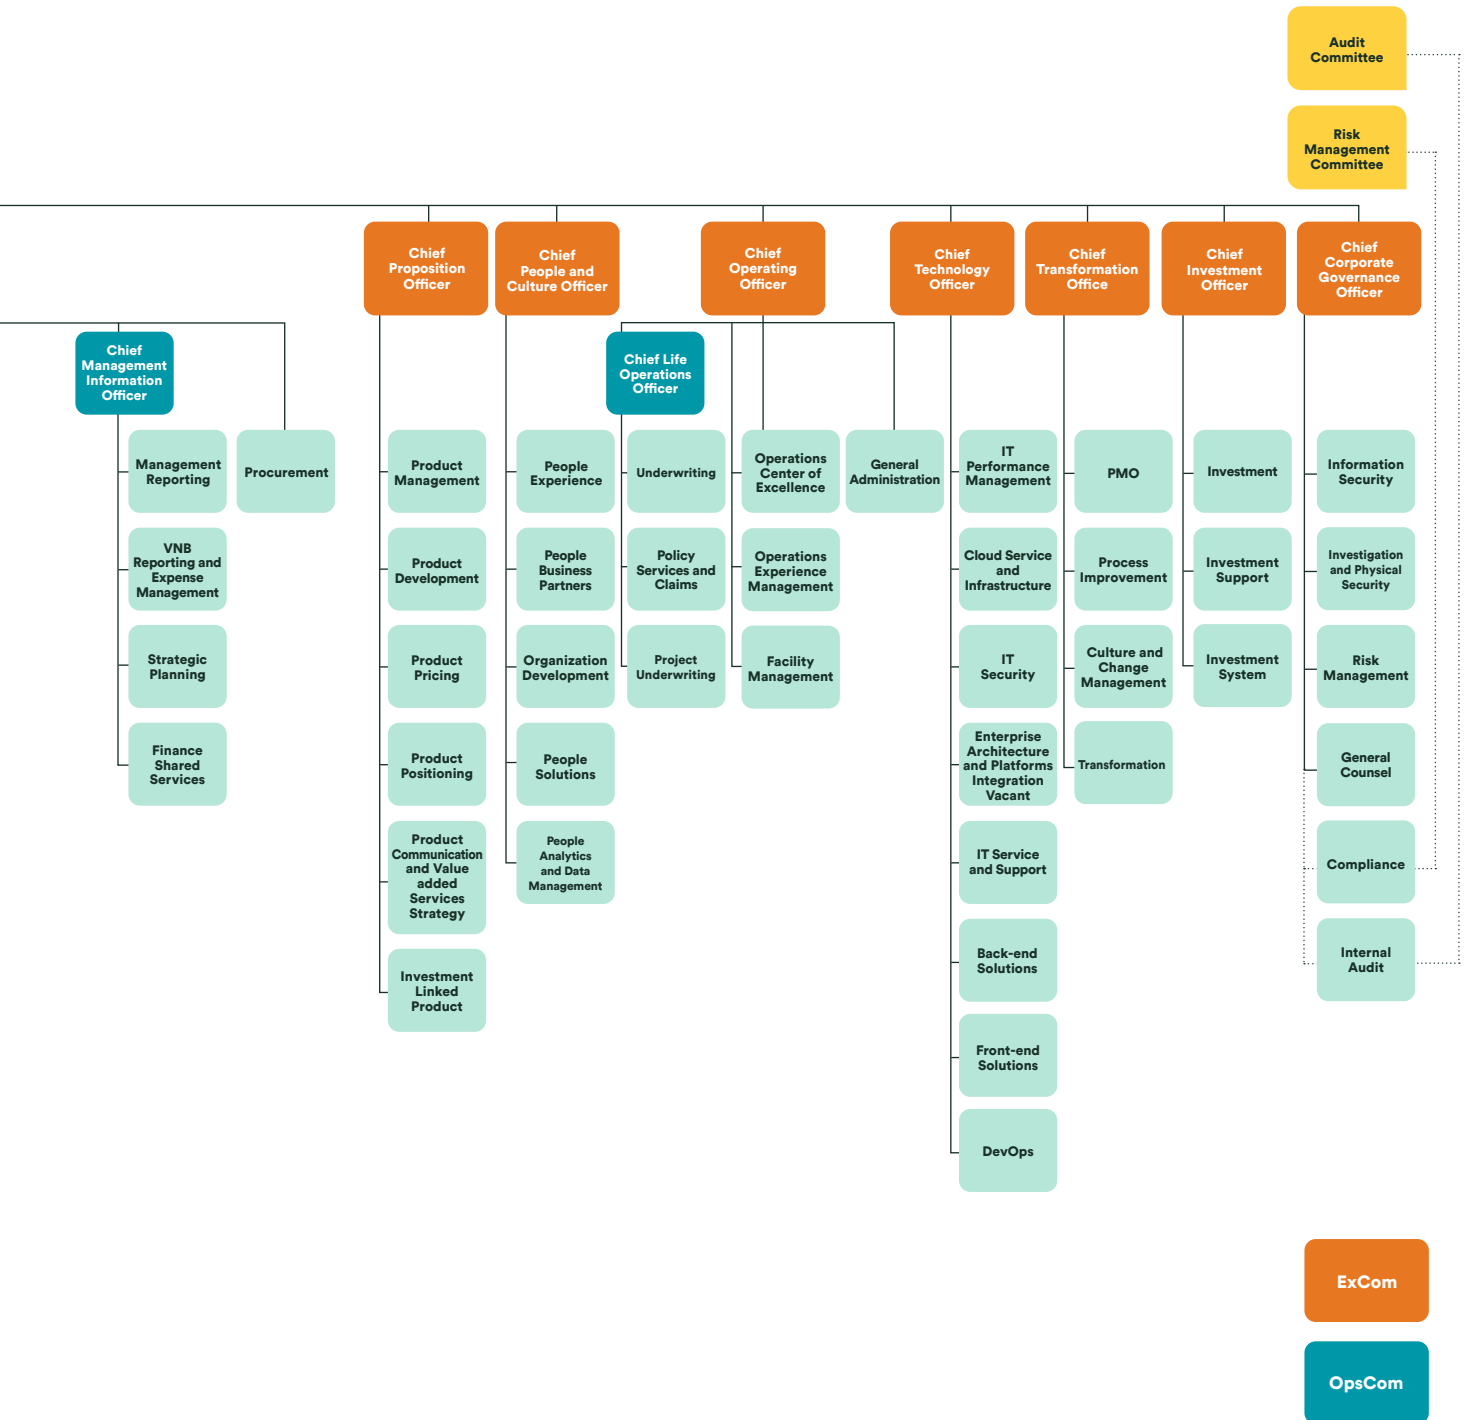 Audit
Committee
Risk
Management
Committee
Chief
Proposition
Officer
Chief
People and
Culture Officer
Chief
Operating
Officer
Chief
Technology
Officer
Chief
Transformation
Office
Chief
Investment
Officer
Chief
Corporate
Governance
Officer
Chief
Management
Information
Officer
Chief Life
Operations
Officer
Management
Reporting
Procurement
Product
Management
People
Experience
Underwriting
Operations
Center of
Excellence
General
Administration
IT
Performance
Management
PMO
Investment
Information
Security
VNB
Reporting and
Expense
Management
Product
Development
People
Business
Partners
Policy
Services and
Claims
Operations
Experience
Management
Cloud Service
and
Infrastructure
Process
Improvement
Investment
Support
Investigation
and Physical
Security
Strategic
Planning
Product
Pricing
Organization
Development
Project
Underwriting
Facility
Management
IT
Security
Culture and
Change
Management
Investment
System
Risk
Management
Finance
Shared
Services
Product
Positioning
People
Solutions
Enterprise
Architecture
and Platforms
Integration
Vacant
Transformation
General
Counsel
Product
Communication
and Value
added
Services
Strategy
People
Analytics
and Data
Management
IT Service
and Support
Compliance
Investment
Linked
Product
Back-end
Solutions
Internal
Audit
Front-end
Solutions
DevOps
ExCom
OpsCom